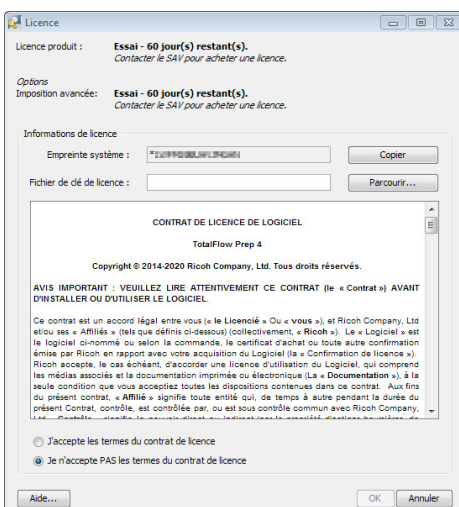 Licence
Licence produit : Essai - 60 jour(s) restant(s).
Contacter le SAV pour acheter une licence.
Options
Imposition avancée: Essai - 60 jour(s) restant(s).
Contacter le SAV pour acheter une licence.
Informations de licence
Empreinte système : Copier
Fichier de clé de licence : Parcourir...
CONTRAT DE LICENCE DE LOGICIEL
TotalFlow Prep 4
Copyright © 2014-2020 Ricoh Company, Ltd. Tous droits réservés.
AVIS IMPORTANT : VEUILLEZ LIRE ATTENTIVEMENT CE CONTRAT (le « Contrat ») AVANT
D'INSTALLER OU D'UTILISER LE LOGICIEL.
Ce contrat est un accord légal entre vous (« le Licencié » Ou « vous »), et Ricoh Company, Ltd
et/ou ses « Affiliés » (tels que définis ci-dessous) (collectivement, « Ricoh »). Le « Logiciel » est
le logiciel ci-nommé ou selon la commande, le certificat d'achat ou toute autre confirmation
émise par Ricoh en rapport avec votre acquisition du Logiciel (la « Confirmation de licence »).
Ricoh accepte, le cas échéant, d'accorder une licence d'utilisation du Logiciel, qui comprend
les médias associés et la documentation imprimée ou électronique (La « Documentation »), à la
seule condition que vous acceptiez toutes les dispositions contenues dans ce contrat. Aux fins
du présent contrat, « Affilié » signifie toute entité qui, de temps à autre pendant la durée du
présent Contrat, contrôle, est contrôlée par, ou est sous contrôle commun avec Ricoh Company,
J'accepte les termes du contrat de licence
Je n'accepte PAS les termes du contrat de licence
Aide... OK Annuler